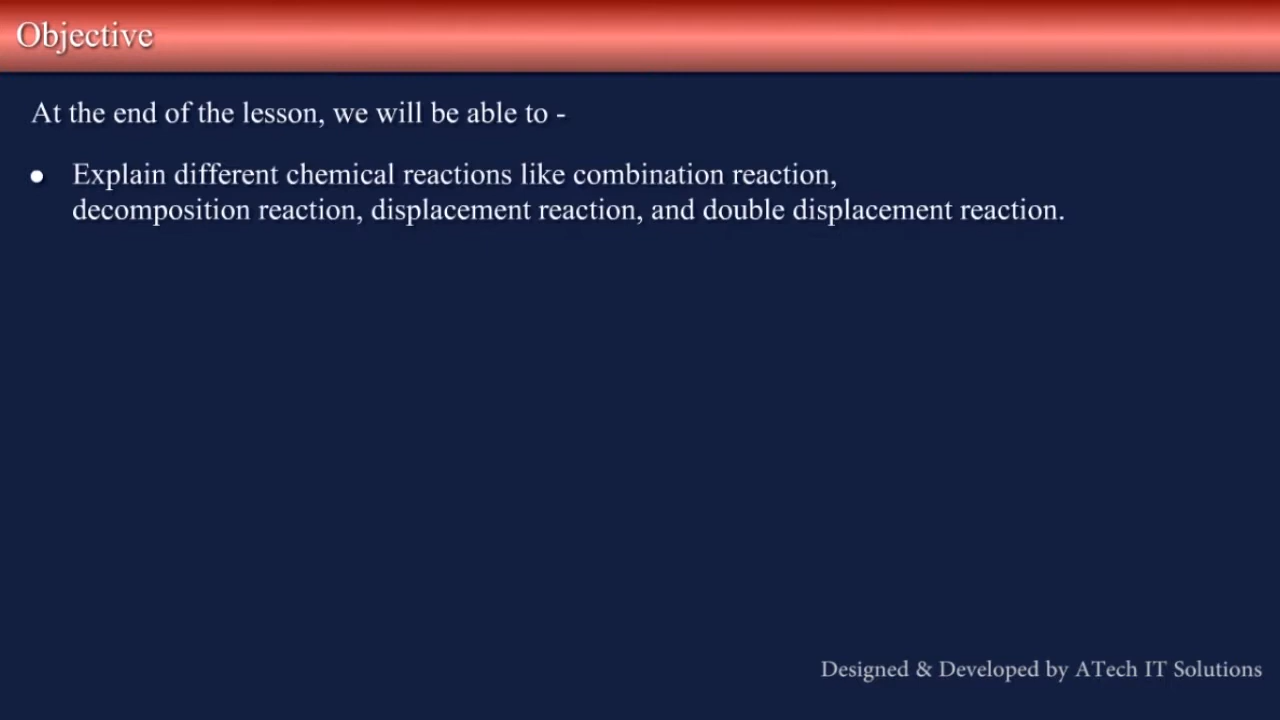 Objective
At the end of the lesson, we will be able to -
● Explain different chemical reactions like combination reaction,
decomposition reaction, displacement reaction, and double displacement reaction.
Designed & Developed by ATech IT Solutions